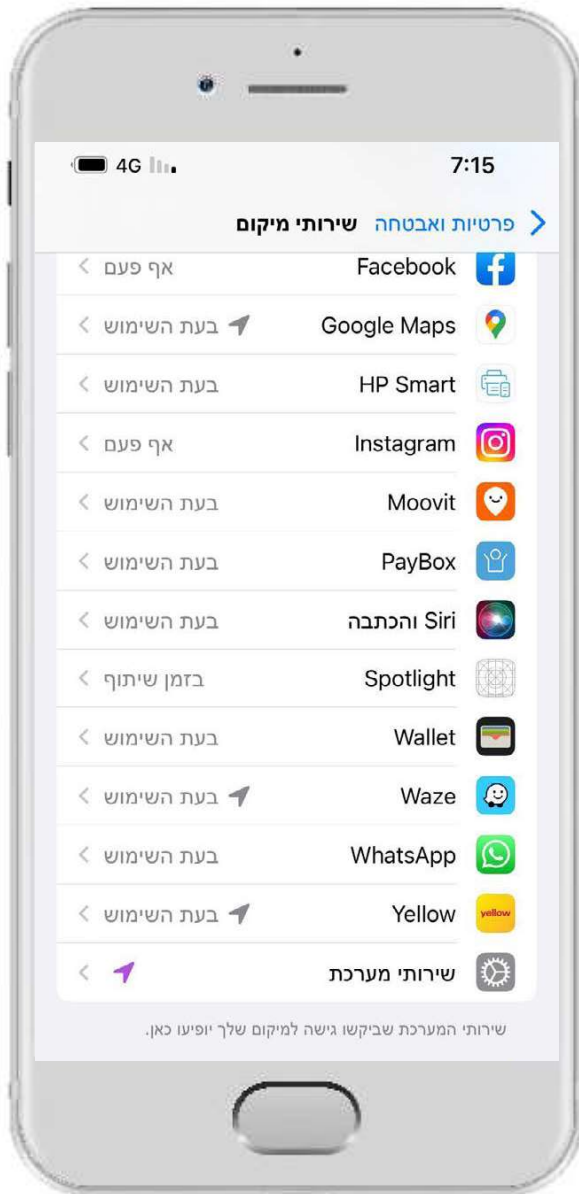 7:15 4G
פרטיות ואבטחה שירותי מיקום
Facebook אף פעם
Google Maps בעת השימוש
HP Smart בעת השימוש
Instagram אף פעם
Moovit בעת השימוש
PayBox בעת השימוש
Siri והכתבה בעת השימוש
Spotlight בזמן שיתוף
Wallet בעת השימוש
Waze בעת השימוש
WhatsApp בעת השימוש
yellow Yellow בעת השימוש
שירותי מערכת
שירותי המערכת שביקשו גישה למיקום שלך יופיעו כאן.